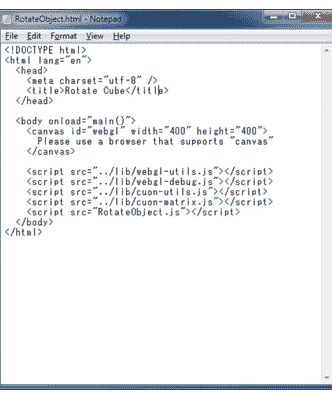 RotateObject.html - Notepad
File Edit Format View Help
<!DOCTYPE html>
<html lang="en">
  <head>
    <meta charset="utf-8" />
    <title>Rotate Cube</title>
  </head>

  <body onload="main()">
    <canvas id="webgl" width="400" height="400">
      Please use a browser that supports "canvas"
    </canvas>

    <script src="../lib/webgl-utils.js"></script>
    <script src="../lib/webgl-debug.js"></script>
    <script src="../lib/cuon-utils.js"></script>
    <script src="../lib/cuon-matrix.js"></script>
    <script src="RotateObject.js"></script>
  </body>
</html>